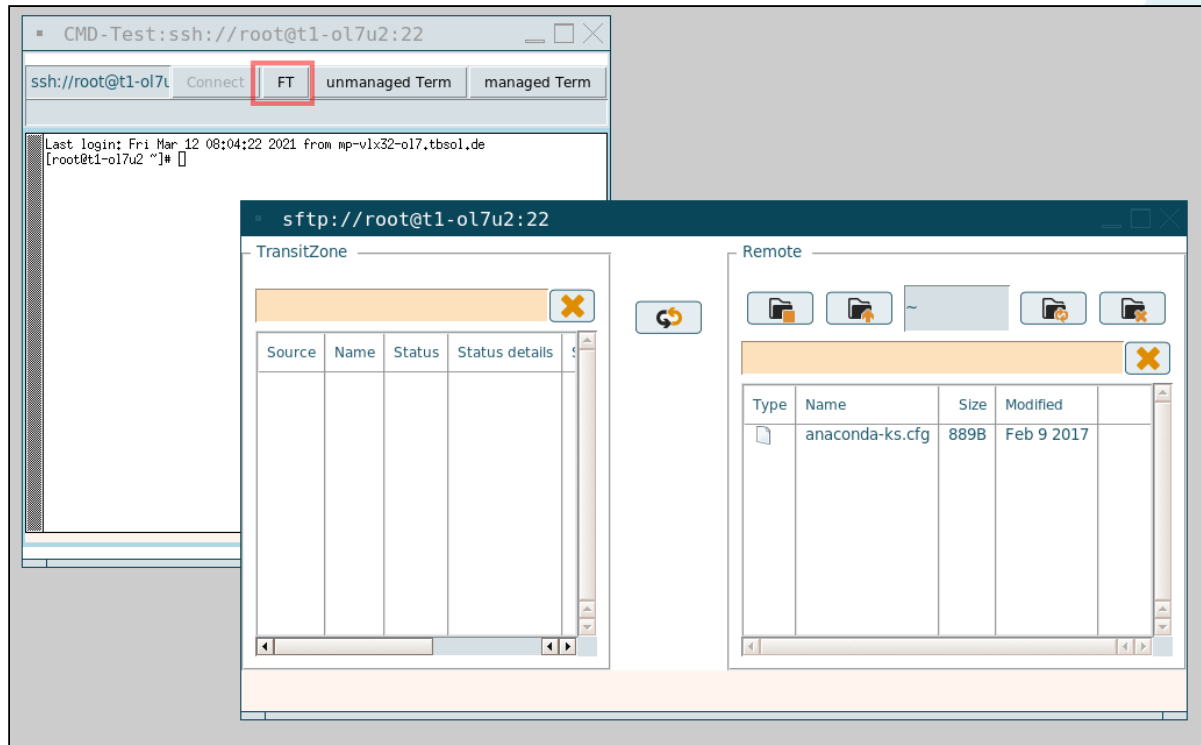 CMD-Test:ssh://root@t1-ol7u2:22
ssh://root@t1-ol7u Connect FT unmanaged Term managed Term
Last login: Fri Mar 12 08:04:22 2021 from mp-vlx32-ol7.tbsol.de
[root@t1-ol7u2 ~]#
sftp://root@t1-ol7u2:22
TransitZone
Remote
~
Source Name Status Status details
Type Name Size Modified
anaconda-ks.cfg 889B Feb 9 2017